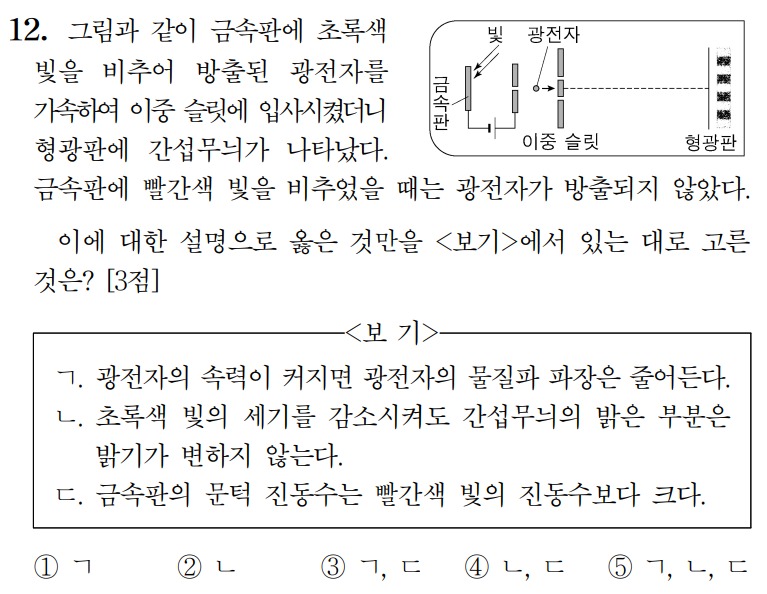 12. 그림과 같이 금속판에 초록색
빛을 비추어 방출된 광전자를
가속하여 이중 슬릿에 입사시켰더니
형광판에 간섭무늬가 나타났다.
금속판에 빨간색 빛을 비추었을 때는 광전자가 방출되지 않았다.
빛 광전자
금속판
이중 슬릿 형광판
이에 대한 설명으로 옳은 것만을 <보기>에서 있는 대로 고른
것은? [3점]
<보 기>
ㄱ. 광전자의 속력이 커지면 광전자의 물질파 파장은 줄어든다.
ㄴ. 초록색 빛의 세기를 감소시켜도 간섭무늬의 밝은 부분은
밝기가 변하지 않는다.
ㄷ. 금속판의 문턱 진동수는 빨간색 빛의 진동수보다 크다.
① ㄱ ② ㄴ ③ ㄱ, ㄷ ④ ㄴ, ㄷ ⑤ ㄱ, ㄴ, ㄷ